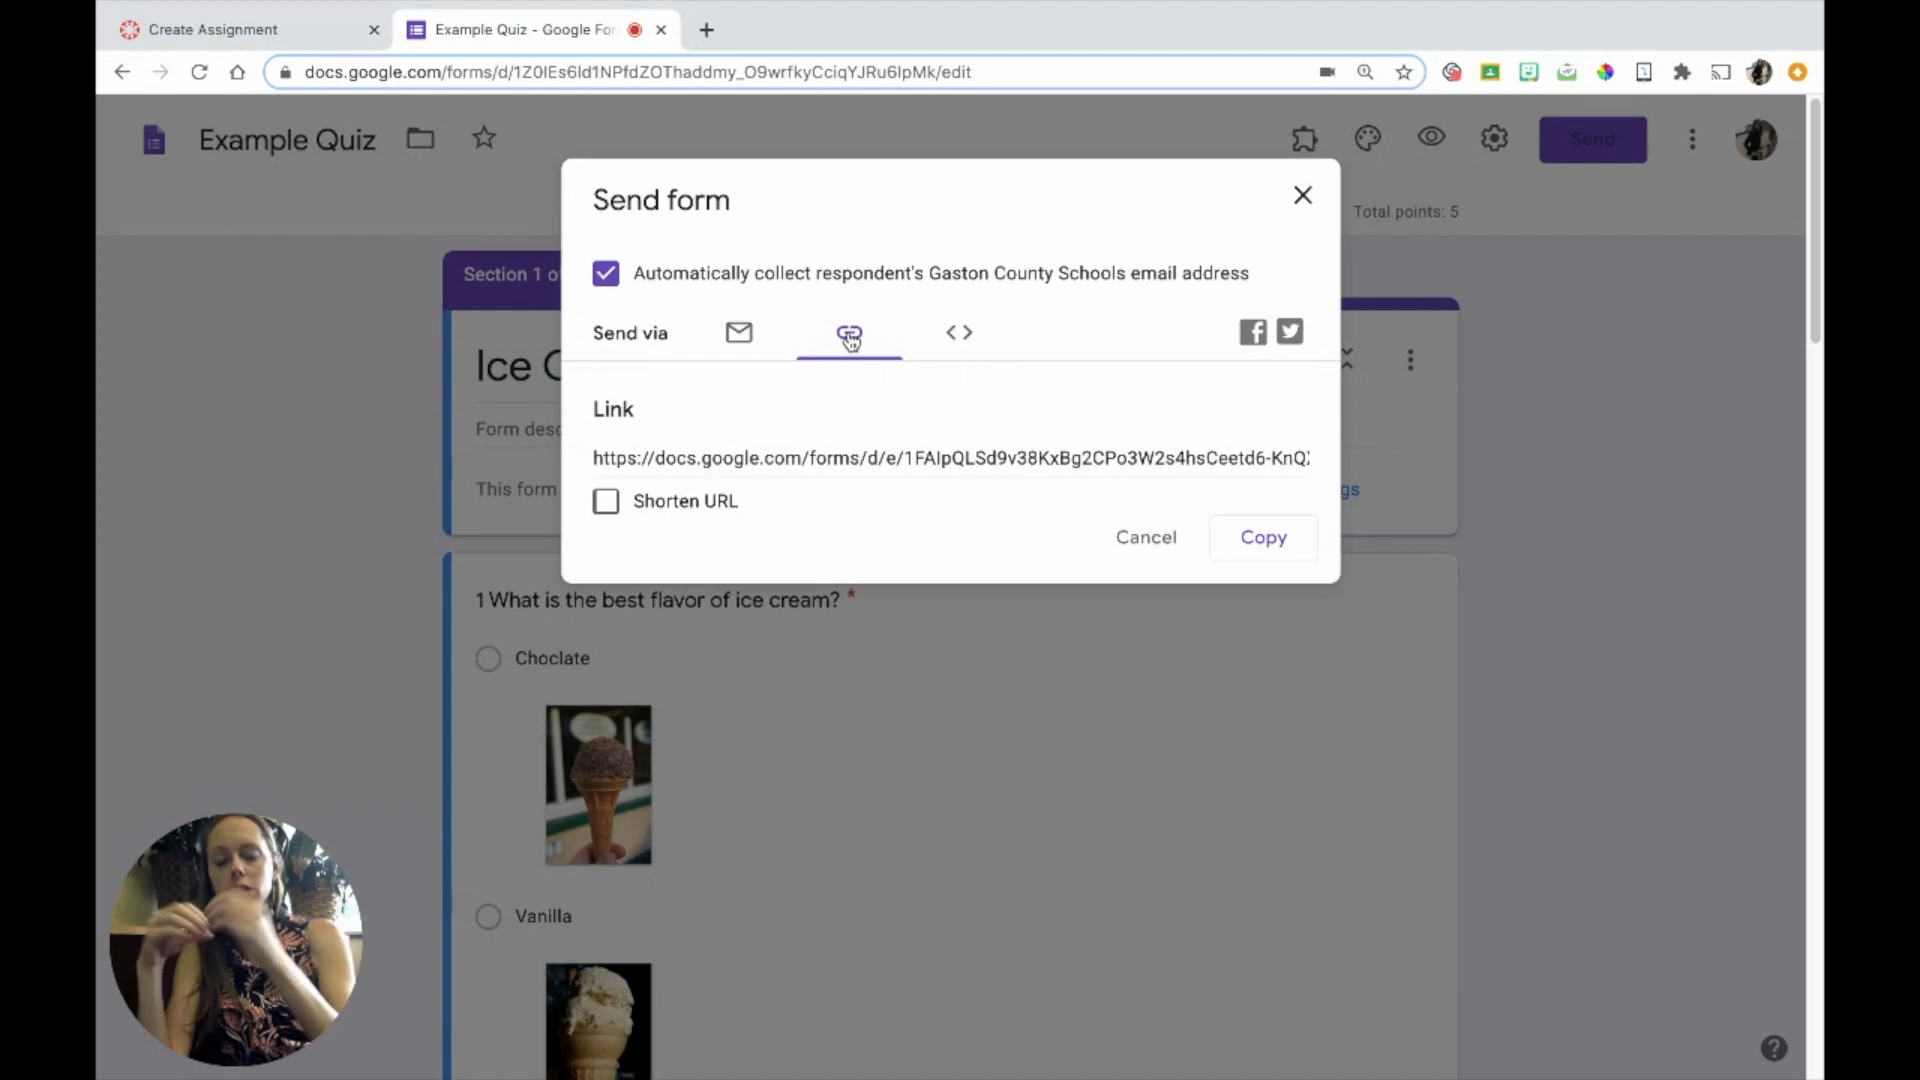 Create Assignment
Example Quiz - Google For
docs.google.com/forms/d/1Z0IEs6ld1NPfdZOThaddmy_O9wrfkyCciqYJRu6lpMk/edit
Example Quiz
Send
Send form
Total points: 5
Automatically collect respondent's Gaston County Schools email address
Section 1 o
Send via
Ice C
Link
Form desc
https://docs.google.com/forms/d/e/1FAIpQLSd9v38KxBg2CPo3W2s4hsCeetd6-KnQ
This form
gs
Shorten URL
Cancel
Copy
1 What is the best flavor of ice cream? *
Choclate
Vanilla